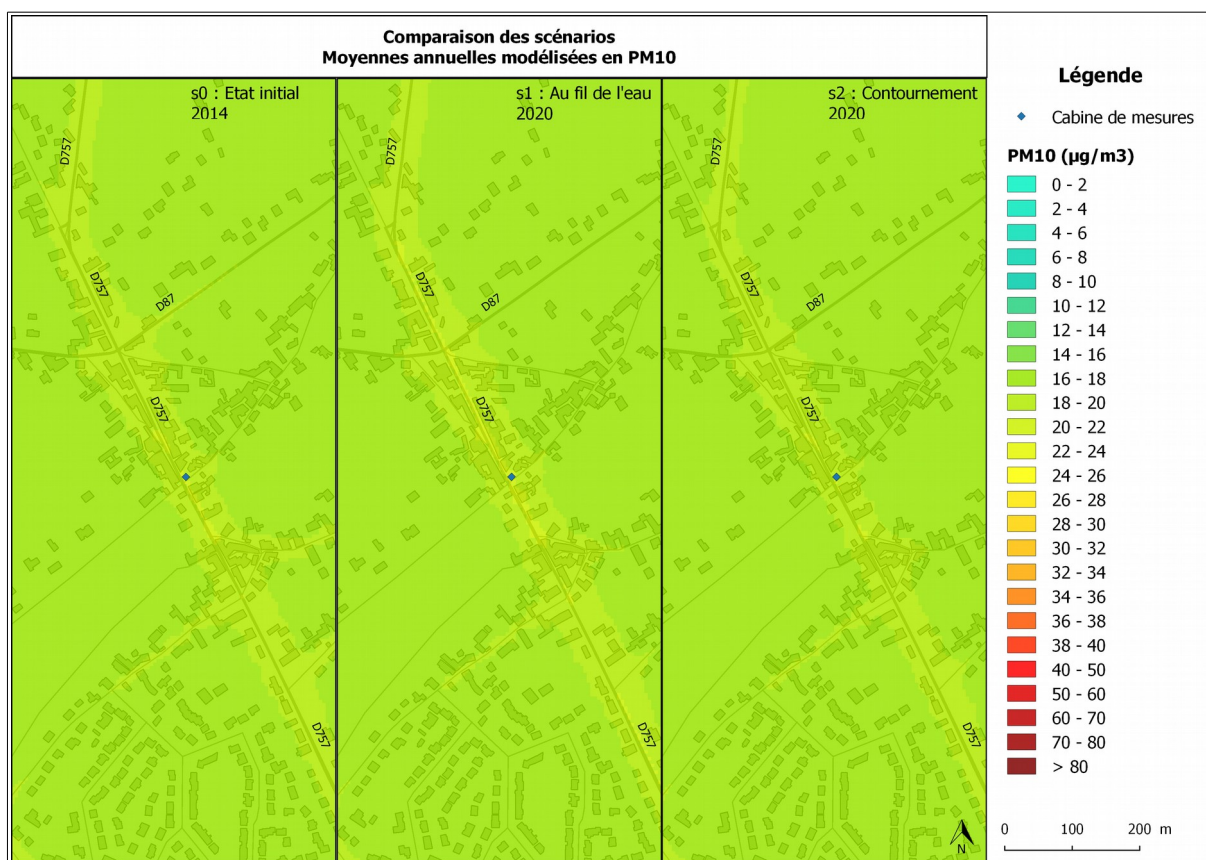 Comparaison des scénarios
Moyennes annuelles modélisées en PM10
s0 : Etat initial
2014
D757
D757
D87
D757
D757
s1 : Au fil de l'eau
2020
D757
D757
D87
D757
D757
s2 : Contournement
2020
D757
D757
D87
D757
D757
N
Légende
Cabine de mesures
PM10 (µg/m3)
0 - 2
2 - 4
4 - 6
6 - 8
8 - 10
10 - 12
12 - 14
14 - 16
16 - 18
18 - 20
20 - 22
22 - 24
24 - 26
26 - 28
28 - 30
30 - 32
32 - 34
34 - 36
36 - 38
38 - 40
40 - 50
50 - 60
60 - 70
70 - 80
> 80
0 100 200 m